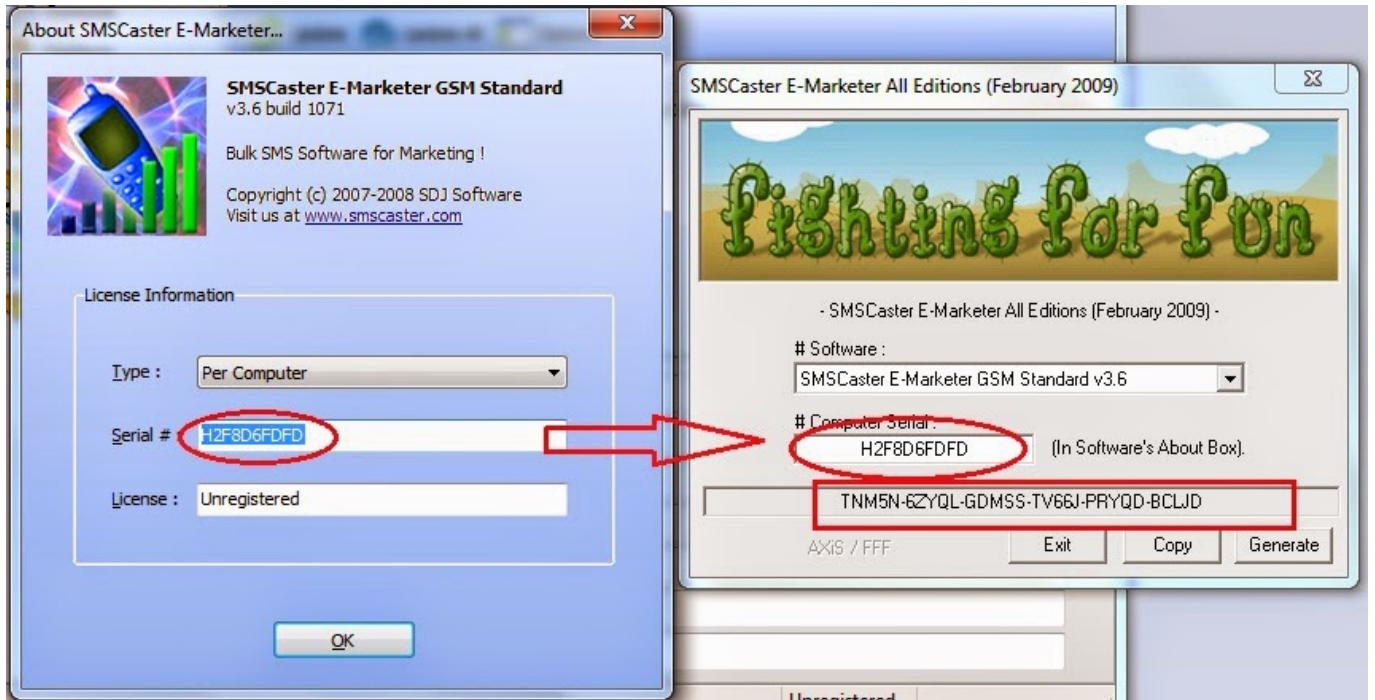 About SMSCaster E-Marketer...
SMSCaster E-Marketer GSM Standard
v3.6 build 1071
Bulk SMS Software for Marketing !
Copyright (c) 2007-2008 SDJ Software
Visit us at www.smscaster.com
License Information
Type : Per Computer
Serial # : H2F8D6FDFD
License : Unregistered
OK
SMSCaster E-Marketer All Editions (February 2009)
fighting for fun
- SMSCaster E-Marketer All Editions (February 2009) -
# Software :
SMSCaster E-Marketer GSM Standard v3.6
# Computer Serial :
H2F8D6FDFD (In Software's About Box).
TNM5N-6ZYQL-GDMSS-TV66J-PRYQD-BCLJD
AXiS / FFF Exit Copy Generate
Unregistered